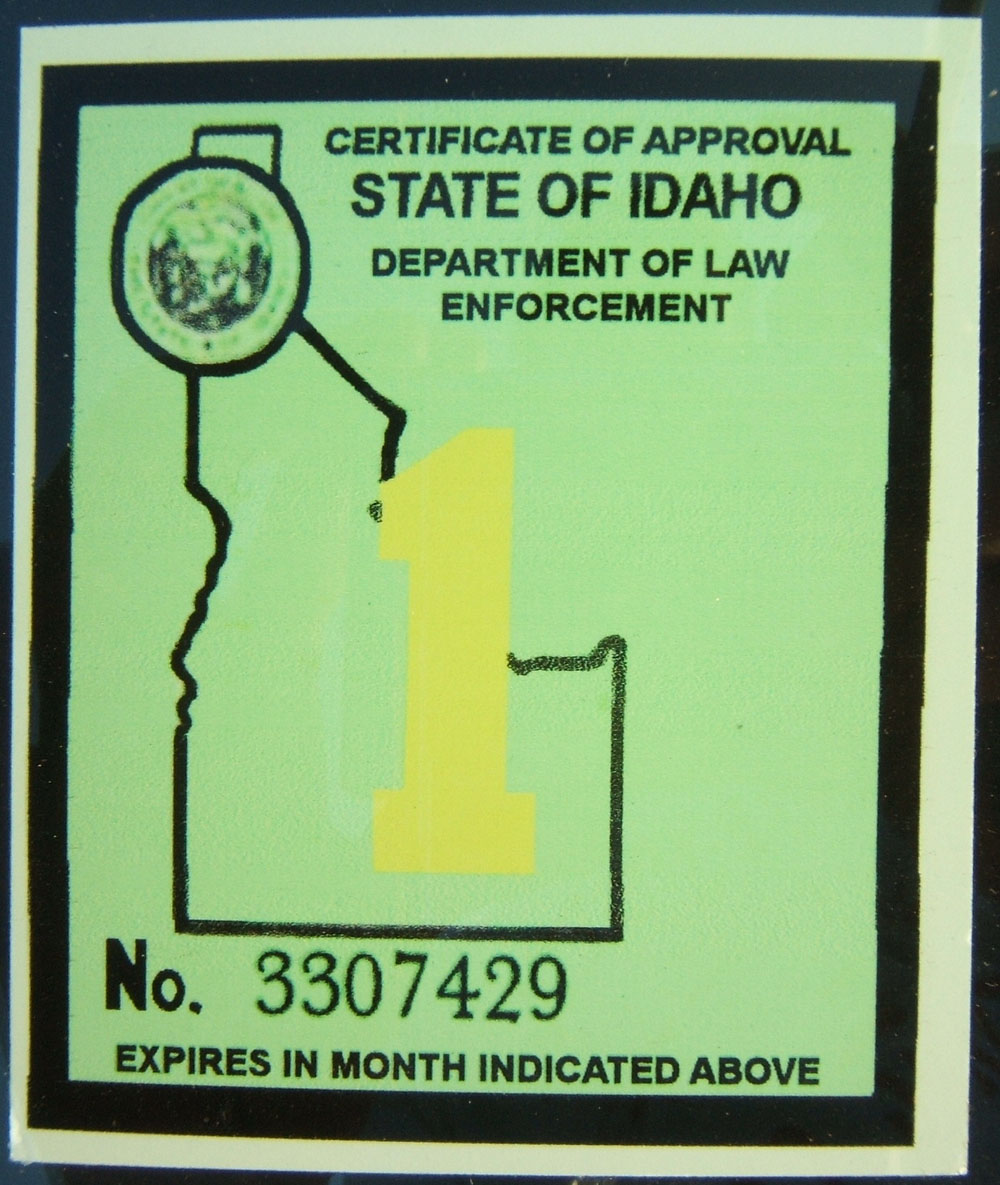 CERTIFICATE OF APPROVAL
STATE OF IDAHO
DEPARTMENT OF LAW
ENFORCEMENT
1
No. 3307429
EXPIRES IN MONTH INDICATED ABOVE